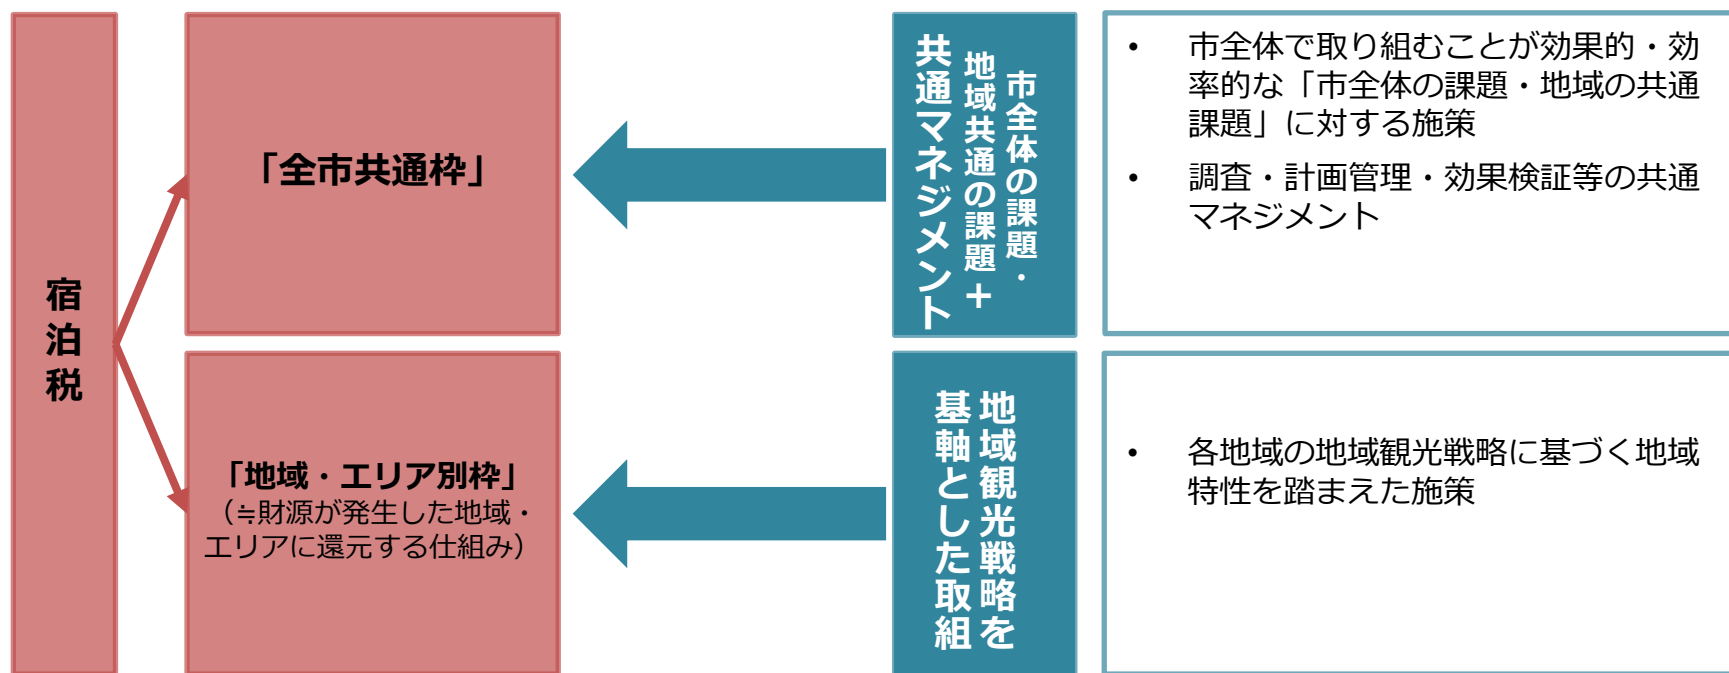 宿泊税
「全市共通枠」
市全体の課題・
地域共通の課題＋
共通マネジメント
• 市全体で取り組むことが効果的・効
率的な「市全体の課題・地域の共通
課題」に対する施策
• 調査・計画管理・効果検証等の共通
マネジメント
「地域・エリア別枠」
（≒財源が発生した地域・
エリアに還元する仕組み）
地域観光戦略を
基軸とした取組
• 各地域の地域観光戦略に基づく地域
特性を踏まえた施策